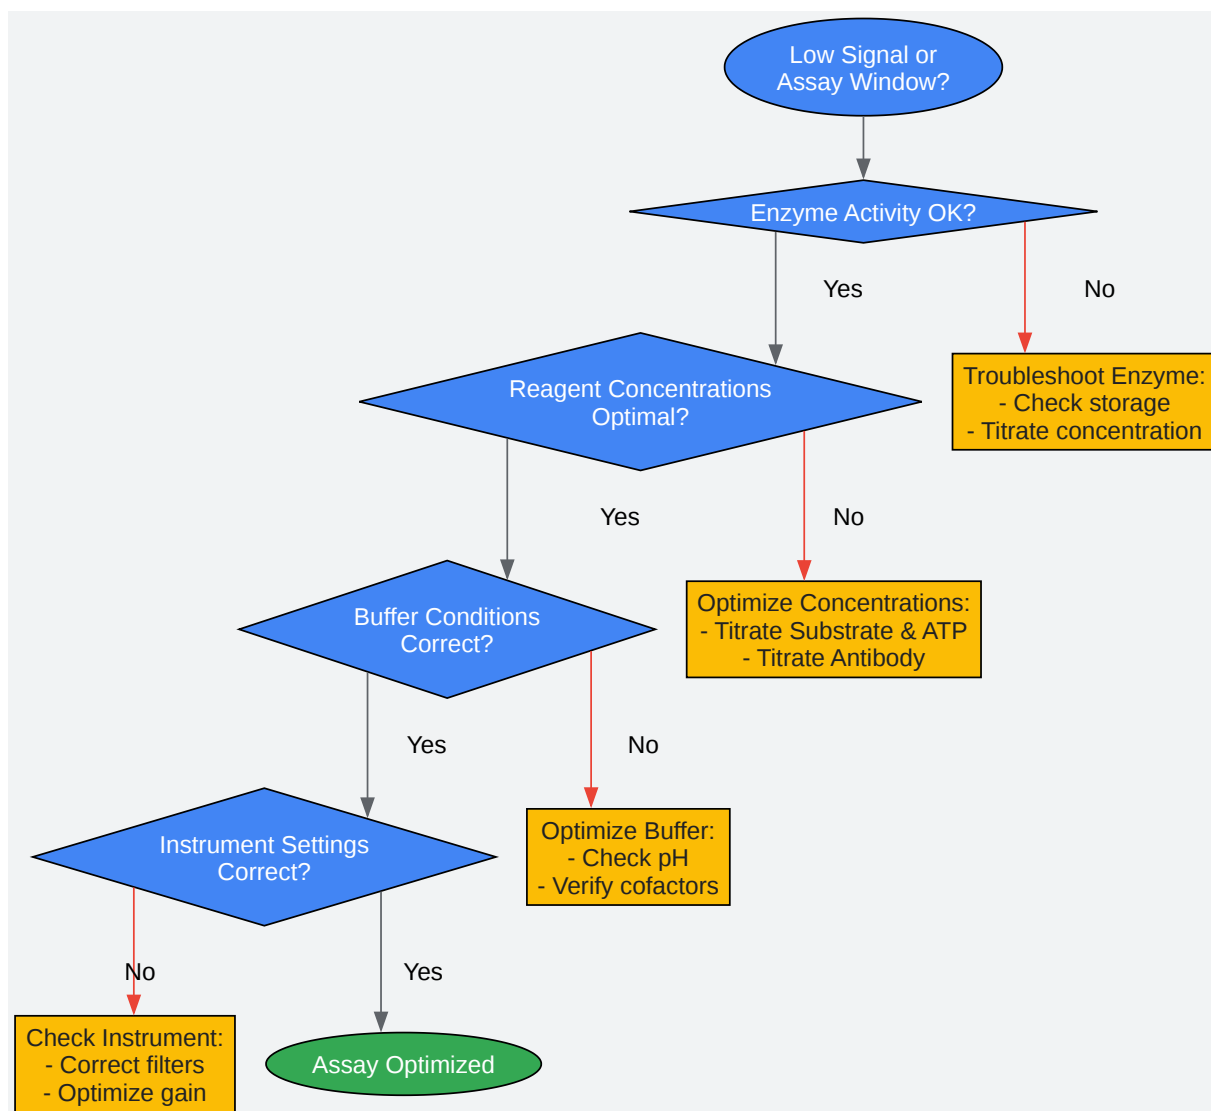 Low Signal or
Assay Window?
Enzyme Activity OK?
Yes
No
Troubleshoot Enzyme:
- Check storage
- Titrate concentration
Reagent Concentrations
Optimal?
Yes
No
Optimize Concentrations:
- Titrate Substrate & ATP
- Titrate Antibody
Buffer Conditions
Correct?
Yes
No
Optimize Buffer:
- Check pH
- Verify cofactors
Instrument Settings
Correct?
No
Yes
Check Instrument:
- Correct filters
- Optimize gain
Assay Optimized